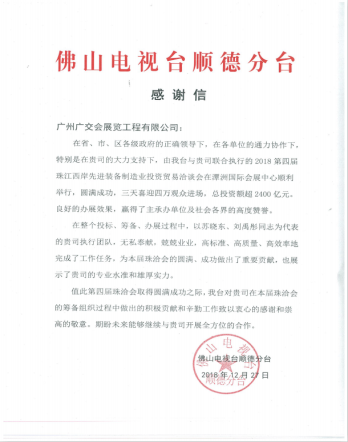 佛山电视台顺德分台
感谢信
广州广交会展览工程有限公司：
在省、市、区各级政府的正确领导下，在各单位的通力协作下，
特别是在贵司的大力支持下，由我台与贵司联合执行的 2018 第四届
珠江西岸先进装备制造业投资贸易洽谈会在潭洲国际会展中心顺利
举行，圆满成功，三天喜迎四万观众进场，总投资额超 2400 亿元。
良好的办展效果，赢得了主承办单位及社会各界的高度赞誉。
在整个投标、筹备、办展过程中，以苏晓东、刘禹彤同志为代表
的贵司执行团队，无私奉献，兢兢业业，高标准、高质量、高效率地
完成了工作任务，为本届珠洽会的圆满、成功做出了重要贡献，也展
示了贵司的专业水准和雄厚实力。
值此第四届珠洽会取得圆满成功之际，我台对贵司在本届珠洽会
的筹备组织过程中做出的积极贡献和辛勤工作致以衷心的感谢和崇
高的敬意。期盼未来能够继续与贵司开展全方位的合作。
佛山电视台顺德分台
2018 年 12 月 27 日
佛山电视台
顺德分台